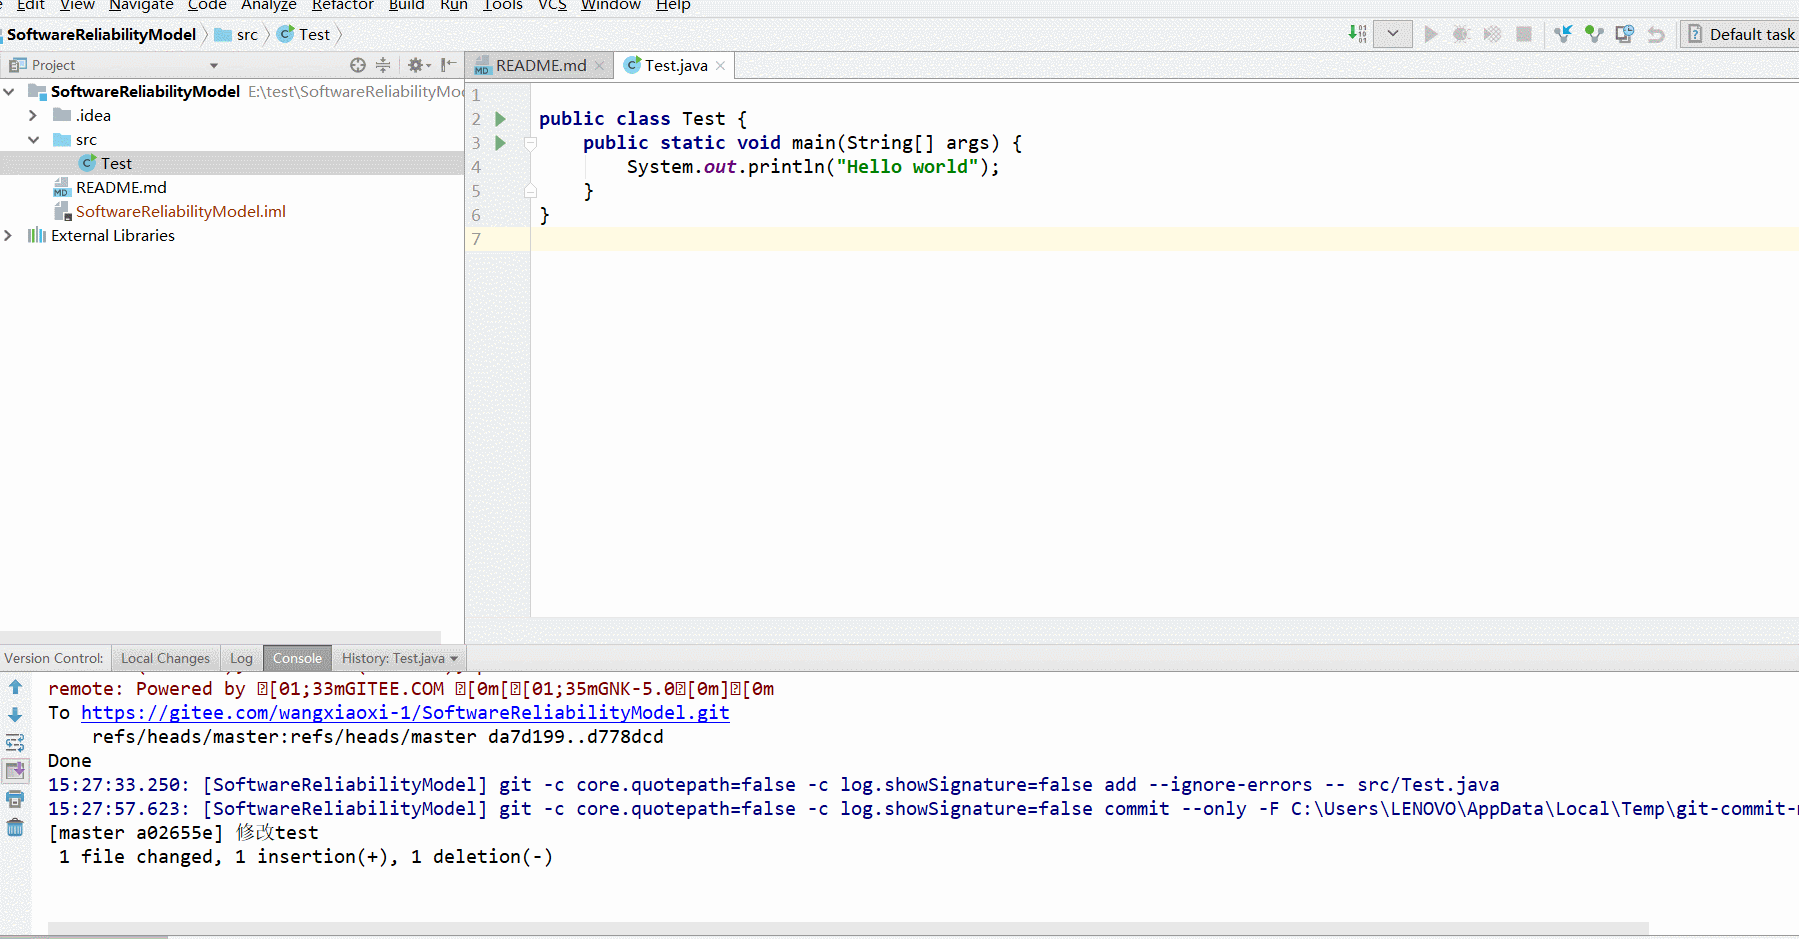 Edit View Navigate Code Analyze Refactor Build Run Tools VCS Window Help
SoftwareReliabilityModel src Test Default task
Project README.md Test.java
SoftwareReliabilityModel E:\test\SoftwareReliabilityMo
.idea
src
Test
README.md
SoftwareReliabilityModel.iml
External Libraries
1
2 public class Test {
3 public static void main(String[] args) {
4 System.out.println("Hello world");
5 }
6 }
7
Version Control: Local Changes Log Console History: Test.java
remote: Powered by [01;33mGITEE.COM [0m[[01;35mGNK-5.0[0m][0m
To https://gitee.com/wangxiaoxi-1/SoftwareReliabilityModel.git
refs/heads/master:refs/heads/master da7d199..d778dcd
Done
15:27:33.250: [SoftwareReliabilityModel] git -c core.quotepath=false -c log.showSignature=false add --ignore-errors -- src/Test.java
15:27:57.623: [SoftwareReliabilityModel] git -c core.quotepath=false -c log.showSignature=false commit --only -F C:\Users\LENOVO\AppData\Local\Temp\git-commit-
[master a02655e] 修改test
1 file changed, 1 insertion(+), 1 deletion(-)